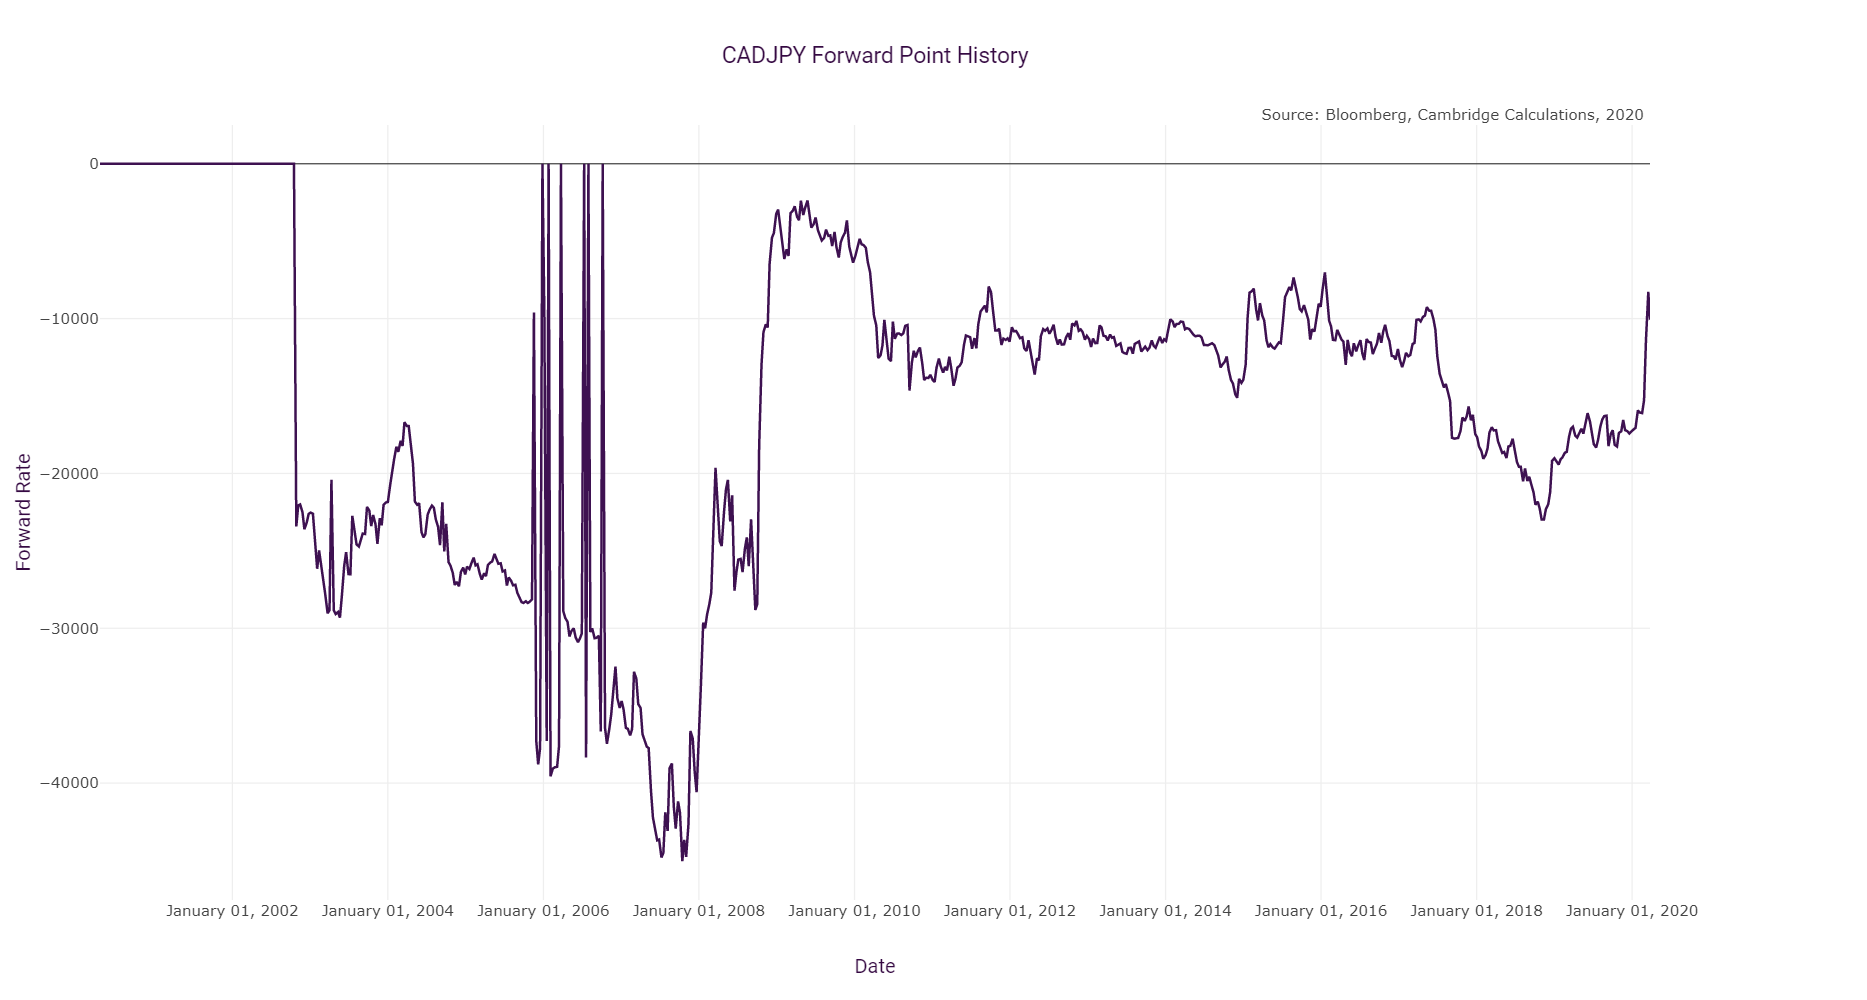 CADJPY Forward Point History
Source: Bloomberg, Cambridge Calculations, 2020
0
−10000
−20000
−30000
−40000
Forward Rate
January 01, 2002
January 01, 2004
January 01, 2006
January 01, 2008
January 01, 2010
January 01, 2012
January 01, 2014
January 01, 2016
January 01, 2018
January 01, 2020
Date